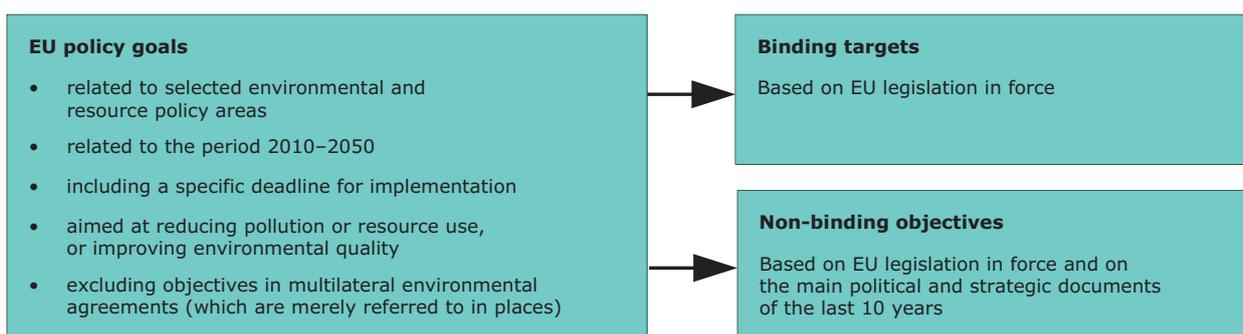 EU policy goals
• related to selected environmental and
resource policy areas
• related to the period 2010–2050
• including a specific deadline for implementation
• aimed at reducing pollution or resource use,
or improving environmental quality
• excluding objectives in multilateral environmental
agreements (which are merely referred to in places)
Binding targets
Based on EU legislation in force
Non-binding objectives
Based on EU legislation in force and on
the main political and strategic documents
of the last 10 years